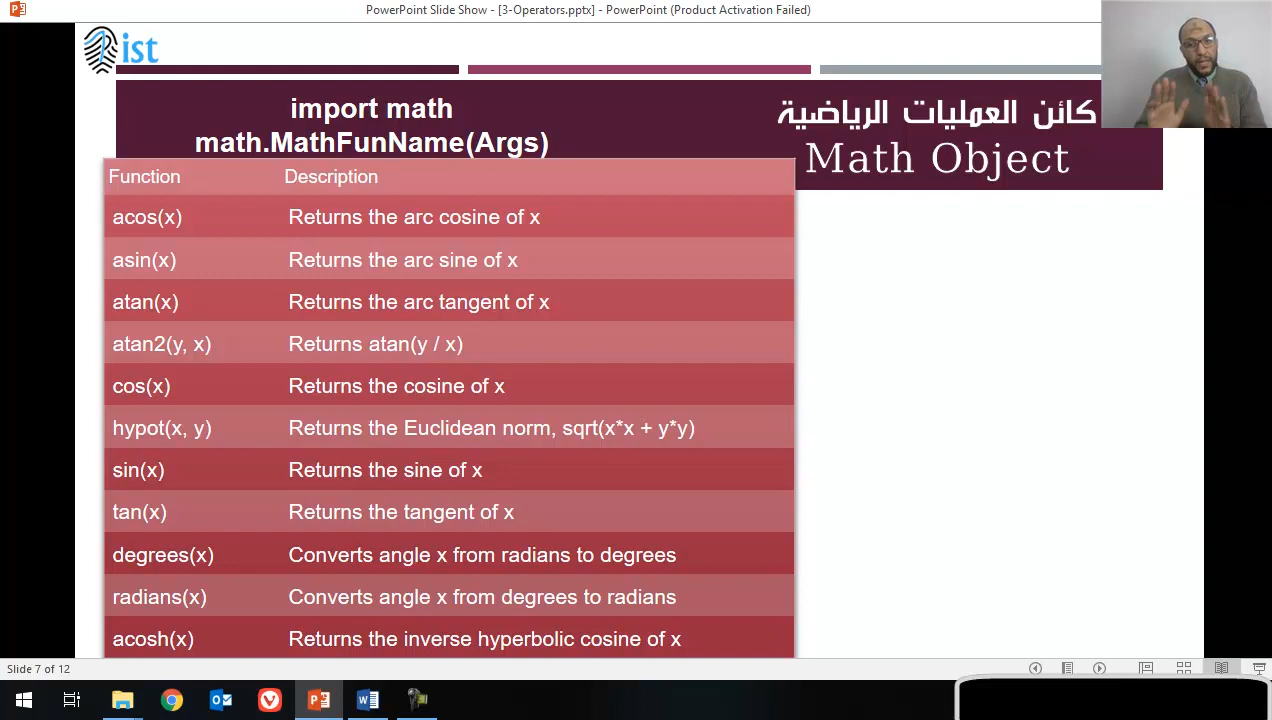 PowerPoint Slide Show - [3-Operators.pptx] - PowerPoint (Product Activation Failed)
ist
import math
math.MathFunName(Args)
كائن العمليات الرياضية
Math Object
Function Description
acos(x) Returns the arc cosine of x
asin(x) Returns the arc sine of x
atan(x) Returns the arc tangent of x
atan2(y, x) Returns atan(y / x)
cos(x) Returns the cosine of x
hypot(x, y) Returns the Euclidean norm, sqrt(x*x + y*y)
sin(x) Returns the sine of x
tan(x) Returns the tangent of x
degrees(x) Converts angle x from radians to degrees
radians(x) Converts angle x from degrees to radians
acosh(x) Returns the inverse hyperbolic cosine of x
Slide 7 of 12